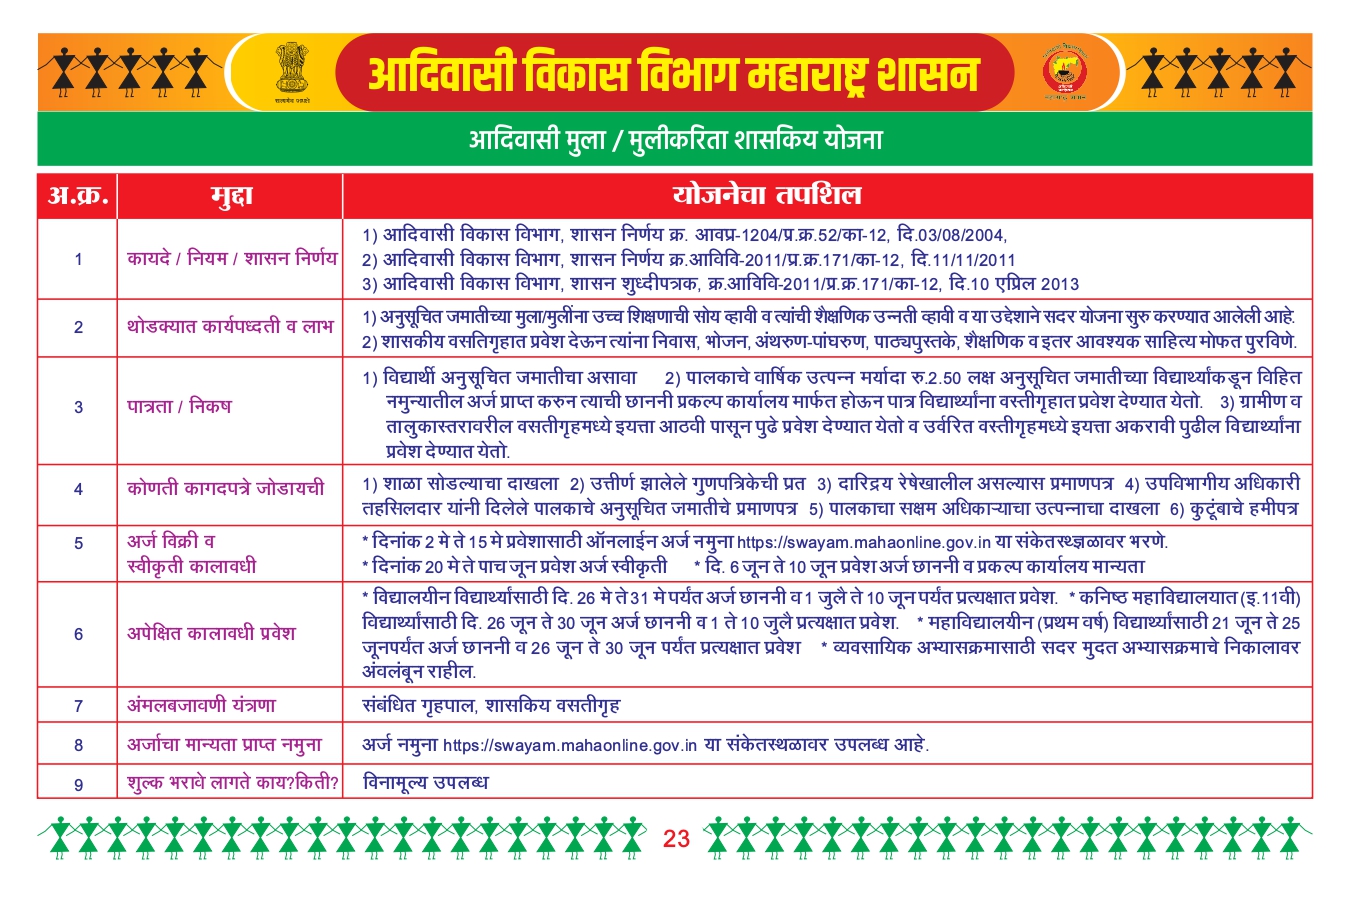 आदिवासी विकास विभाग महाराष्ट्र शासन
सत्यमेव जयते
आदिवासी मुला / मुलीकरिता शासकिय योजना
अ.क्र. मुद्दा योजनेचा तपशिल
1 कायदे / नियम / शासन निर्णय
1) आदिवासी विकास विभाग, शासन निर्णय क्र. आवप्र-1204/प्र.क्र.52/का-12, दि.03/08/2004,
2) आदिवासी विकास विभाग, शासन निर्णय क्र.आविवि-2011/प्र.क्र.171/का-12, दि.11/11/2011
3) आदिवासी विकास विभाग, शासन शुध्दीपत्रक, क्र.आविवि-2011/प्र.क्र.171/का-12, दि.10 एप्रिल 2013
2 थोडक्यात कार्यपध्दती व लाभ
1) अनुसूचित जमातीच्या मुला/मुलींना उच्च शिक्षणाची सोय व्हावी व त्यांची शैक्षणिक उन्नती व्हावी व या उद्देशाने सदर योजना सुरु करण्यात आलेली आहे.
2) शासकीय वसतिगृहात प्रवेश देऊन त्यांना निवास, भोजन, अंथरुण-पांघरुण, पाठ्यपुस्तके, शैक्षणिक व इतर आवश्यक साहित्य मोफत पुरविणे.
3 पात्रता / निकष
1) विद्यार्थी अनुसूचित जमातीचा असावा 2) पालकाचे वार्षिक उत्पन्न मर्यादा रु.2.50 लक्ष अनुसूचित जमातीच्या विद्यार्थ्यांकडून विहित
नमुन्यातील अर्ज प्राप्त करुन त्याची छाननी प्रकल्प कार्यालय मार्फत होऊन पात्र विद्यार्थ्यांना वस्तीगृहात प्रवेश देण्यात येतो. 3) ग्रामीण व
तालुकास्तरावरील वसतीगृहमध्ये इयत्ता आठवी पासून पुढे प्रवेश देण्यात येतो व उर्वरित वस्तीगृहमध्ये इयत्ता अकरावी पुढील विद्यार्थ्यांना
प्रवेश देण्यात येतो.
4 कोणती कागदपत्रे जोडायची
1) शाळा सोडल्याचा दाखला 2) उत्तीर्ण झालेले गुणपत्रिकेची प्रत 3) दारिद्रय रेषेखालील असल्यास प्रमाणपत्र 4) उपविभागीय अधिकारी
तहसिलदार यांनी दिलेले पालकाचे अनुसूचित जमातीचे प्रमाणपत्र 5) पालकाचा सक्षम अधिकाऱ्याचा उत्पन्नाचा दाखला 6) कुटूंबाचे हमीपत्र
5 अर्ज विक्री व
स्वीकृती कालावधी
* दिनांक 2 मे ते 15 मे प्रवेशासाठी ऑनलाईन अर्ज नमुना https://swayam.mahaonline.gov.in या संकेतस्थ्ज्ञळावर भरणे.
* दिनांक 20 मे ते पाच जून प्रवेश अर्ज स्वीकृती * दि. 6 जून ते 10 जून प्रवेश अर्ज छाननी व प्रकल्प कार्यालय मान्यता
6 अपेक्षित कालावधी प्रवेश
* विद्यालयीन विद्यार्थ्यांसाठी दि. 26 मे ते 31 मे पर्यंत अर्ज छाननी व 1 जुलै ते 10 जून पर्यंत प्रत्यक्षात प्रवेश. * कनिष्ठ महाविद्यालयात (इ.11वी)
विद्यार्थ्यांसाठी दि. 26 जून ते 30 जून अर्ज छाननी व 1 ते 10 जुलै प्रत्यक्षात प्रवेश. * महाविद्यालयीन (प्रथम वर्ष) विद्यार्थ्यांसाठी 21 जून ते 25
जूनपर्यंत अर्ज छाननी व 26 जून ते 30 जून पर्यंत प्रत्यक्षात प्रवेश * व्यवसायिक अभ्यासक्रमासाठी सदर मुदत अभ्यासक्रमाचे निकालावर
अंवलंबून राहील.
7 अंमलबजावणी यंत्रणा संबंधित गृहपाल, शासकिय वसतीगृह
8 अर्जाचा मान्यता प्राप्त नमुना अर्ज नमुना https://swayam.mahaonline.gov.in या संकेतस्थळावर उपलब्ध आहे.
9 शुल्क भरावे लागते काय?किती? विनामूल्य उपलब्ध
23